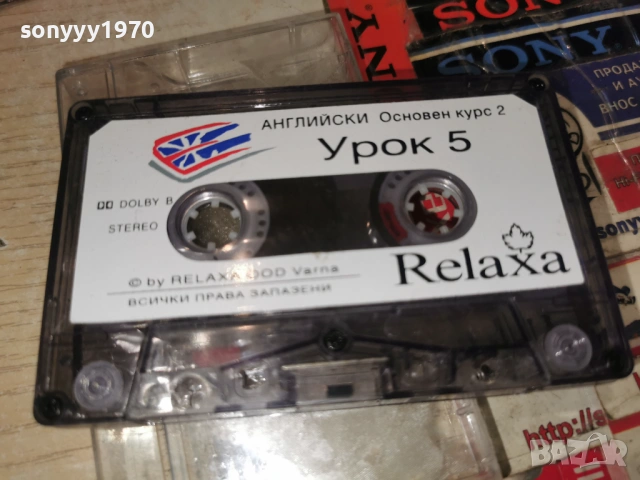 sonyyy1970
SONY
SONY
ПРОДА
И А
ВНОС
АНГЛИЙСКИ Основен курс 2
Урок 5
DOLBY B
STEREO
Relaxa
© by RELAXA OOD Varna
ВСИЧКИ ПРАВА ЗАПАЗЕНИ
http://s
BAZAR